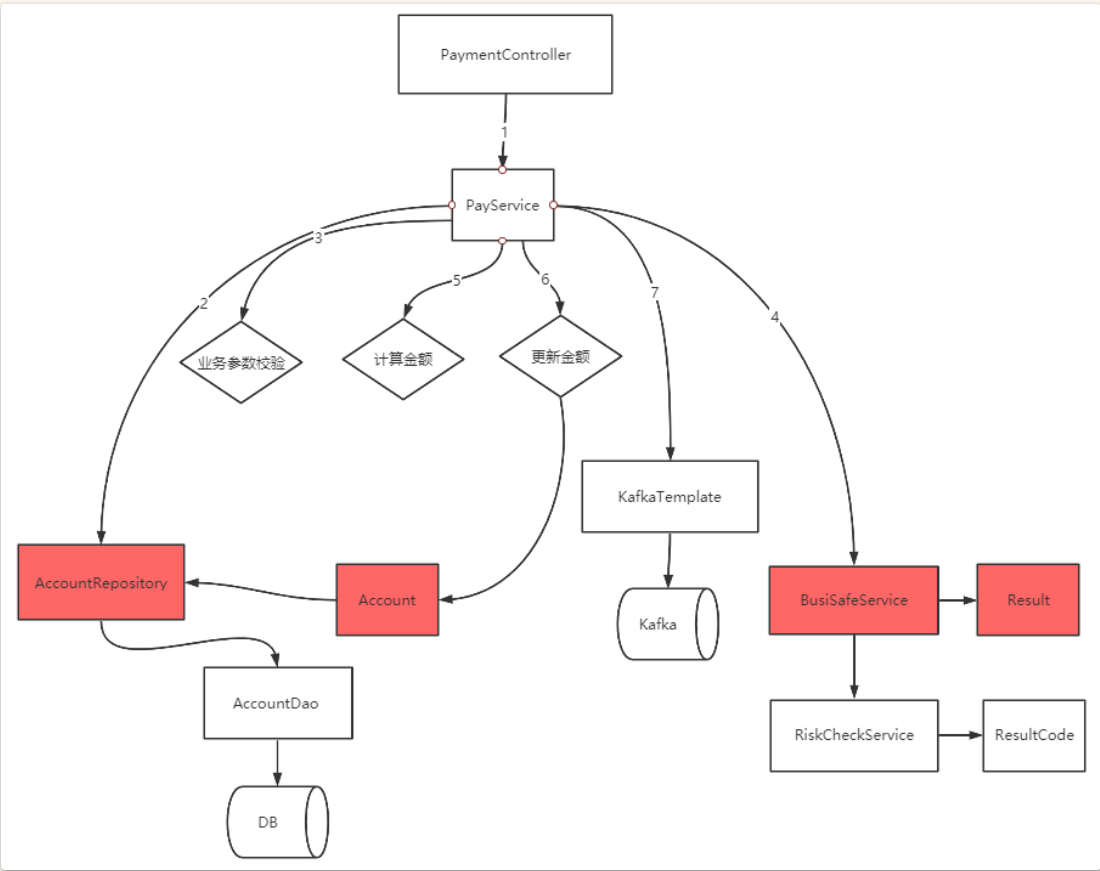 PaymentController
1
PayService
3
2
5
6
7
4
业务参数校验
计算金额
更新金额
KafkaTemplate
AccountRepository
Account
BusiSafeService
Result
Kafka
AccountDao
RiskCheckService
ResultCode
DB